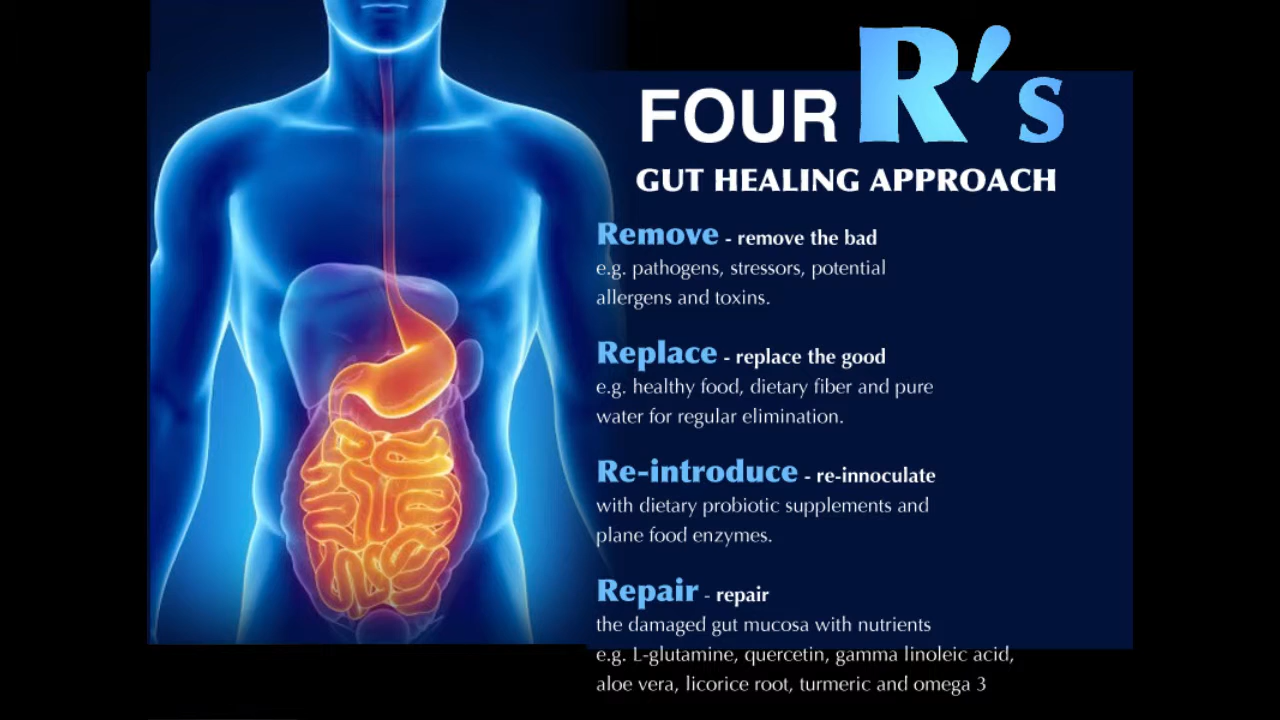 FOUR R's
GUT HEALING APPROACH
Remove - remove the bad
e.g. pathogens, stressors, potential
allergens and toxins.
Replace - replace the good
e.g. healthy food, dietary fiber and pure
water for regular elimination.
Re-introduce - re-innoculate
with dietary probiotic supplements and
plane food enzymes.
Repair - repair
the damaged gut mucosa with nutrients
e.g. L-glutamine, quercetin, gamma linoleic acid,
aloe vera, licorice root, turmeric and omega 3